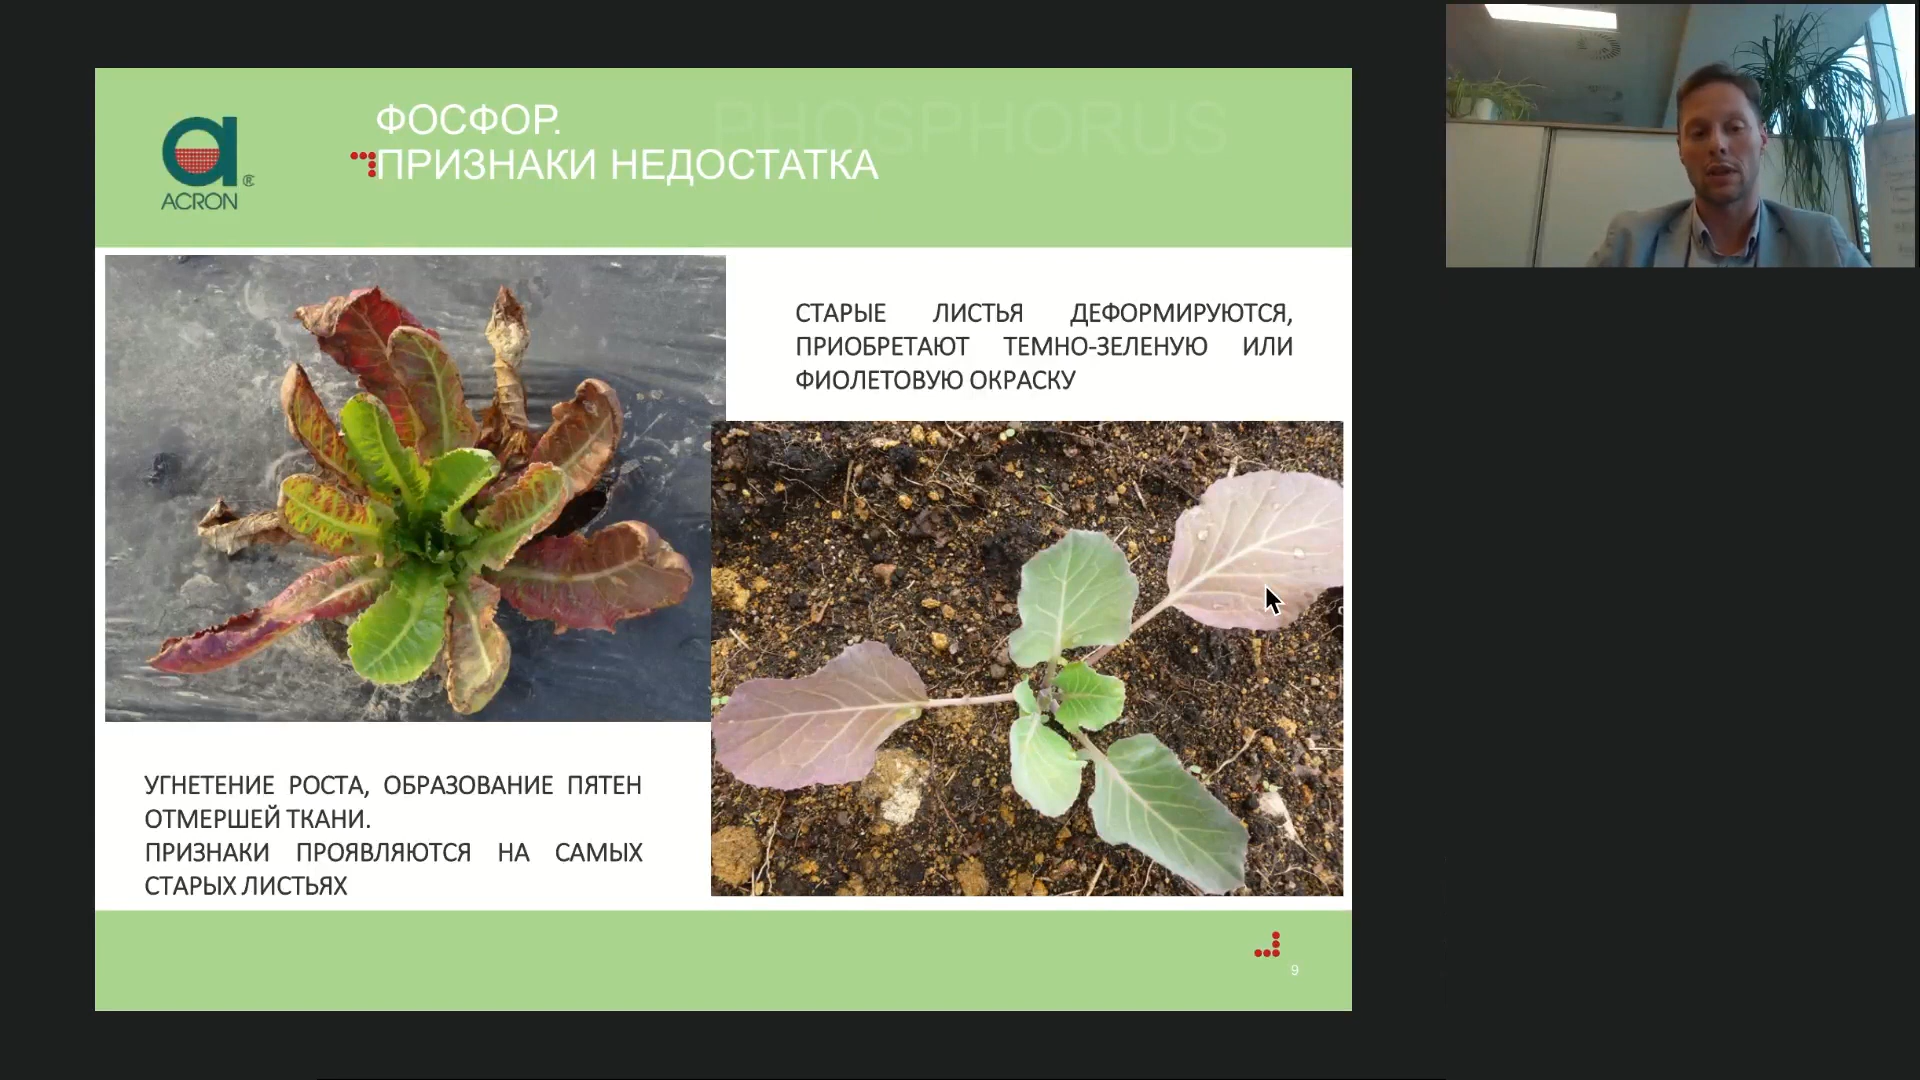 PHOSPHORUS
ФОСФОР.
ПРИЗНАКИ НЕДОСТАТКА
®
ACRON
СТАРЫЕ ЛИСТЬЯ ДЕФОРМИРУЮТСЯ,
ПРИОБРЕТАЮТ ТЕМНО-ЗЕЛЕНУЮ ИЛИ
ФИОЛЕТОВУЮ ОКРАСКУ
УГНЕТЕНИЕ РОСТА, ОБРАЗОВАНИЕ ПЯТЕН
ОТМЕРШЕЙ ТКАНИ.
ПРИЗНАКИ ПРОЯВЛЯЮТСЯ НА САМЫХ
СТАРЫХ ЛИСТЬЯХ
9